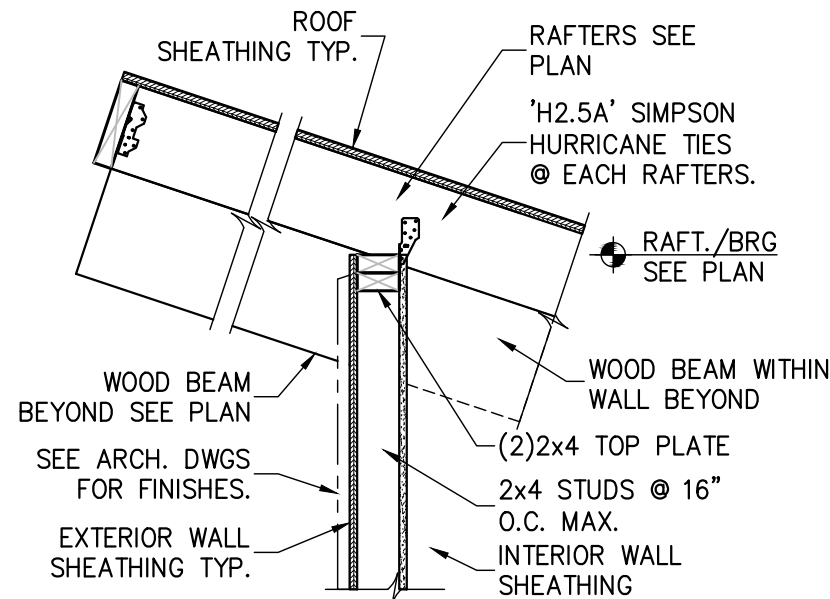 ROOF
SHEATHING TYP.
RAFTERS SEE
PLAN
'H2.5A' SIMPSON
HURRICANE TIES
@ EACH RAFTERS.
RAFT./BRG
SEE PLAN
WOOD BEAM
BEYOND SEE PLAN
WOOD BEAM WITHIN
WALL BEYOND
SEE ARCH. DWGS
FOR FINISHES.
(2)2x4 TOP PLATE
2x4 STUDS @ 16"
O.C. MAX.
EXTERIOR WALL
SHEATHING TYP.
INTERIOR WALL
SHEATHING